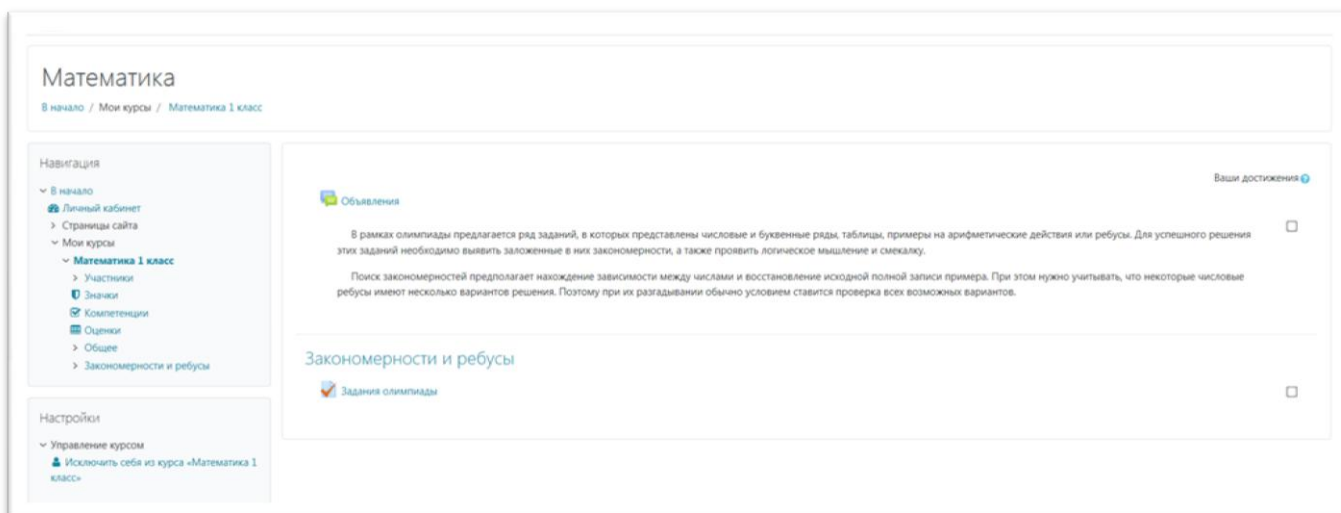 Математика
В начало / Мои курсы / Математика 1 класс
Навигация
В начало
Личный кабинет
Страницы сайта
Мои курсы
Математика 1 класс
Участники
Значки
Компетенции
Оценки
Общее
Закономерности и ребусы
Настройки
Управление курсом
Исключить себя из курса «Математика 1
класс»
Ваши достижения
Объявления
В рамках олимпиады предлагается ряд заданий, в которых представлены числовые и буквенные ряды, таблицы, примеры на арифметические действия или ребусы. Для успешного решения
этих заданий необходимо выявить заложенные в них закономерности, а также проявить логическое мышление и смекалку.
Поиск закономерностей предполагает нахождение зависимости между числами и восстановление исходной полной записи примера. При этом нужно учитывать, что некоторые числовые
ребусы имеют несколько вариантов решения. Поэтому при их разгадывании обычно условием ставится проверка всех возможных вариантов.
Закономерности и ребусы
Задания олимпиады